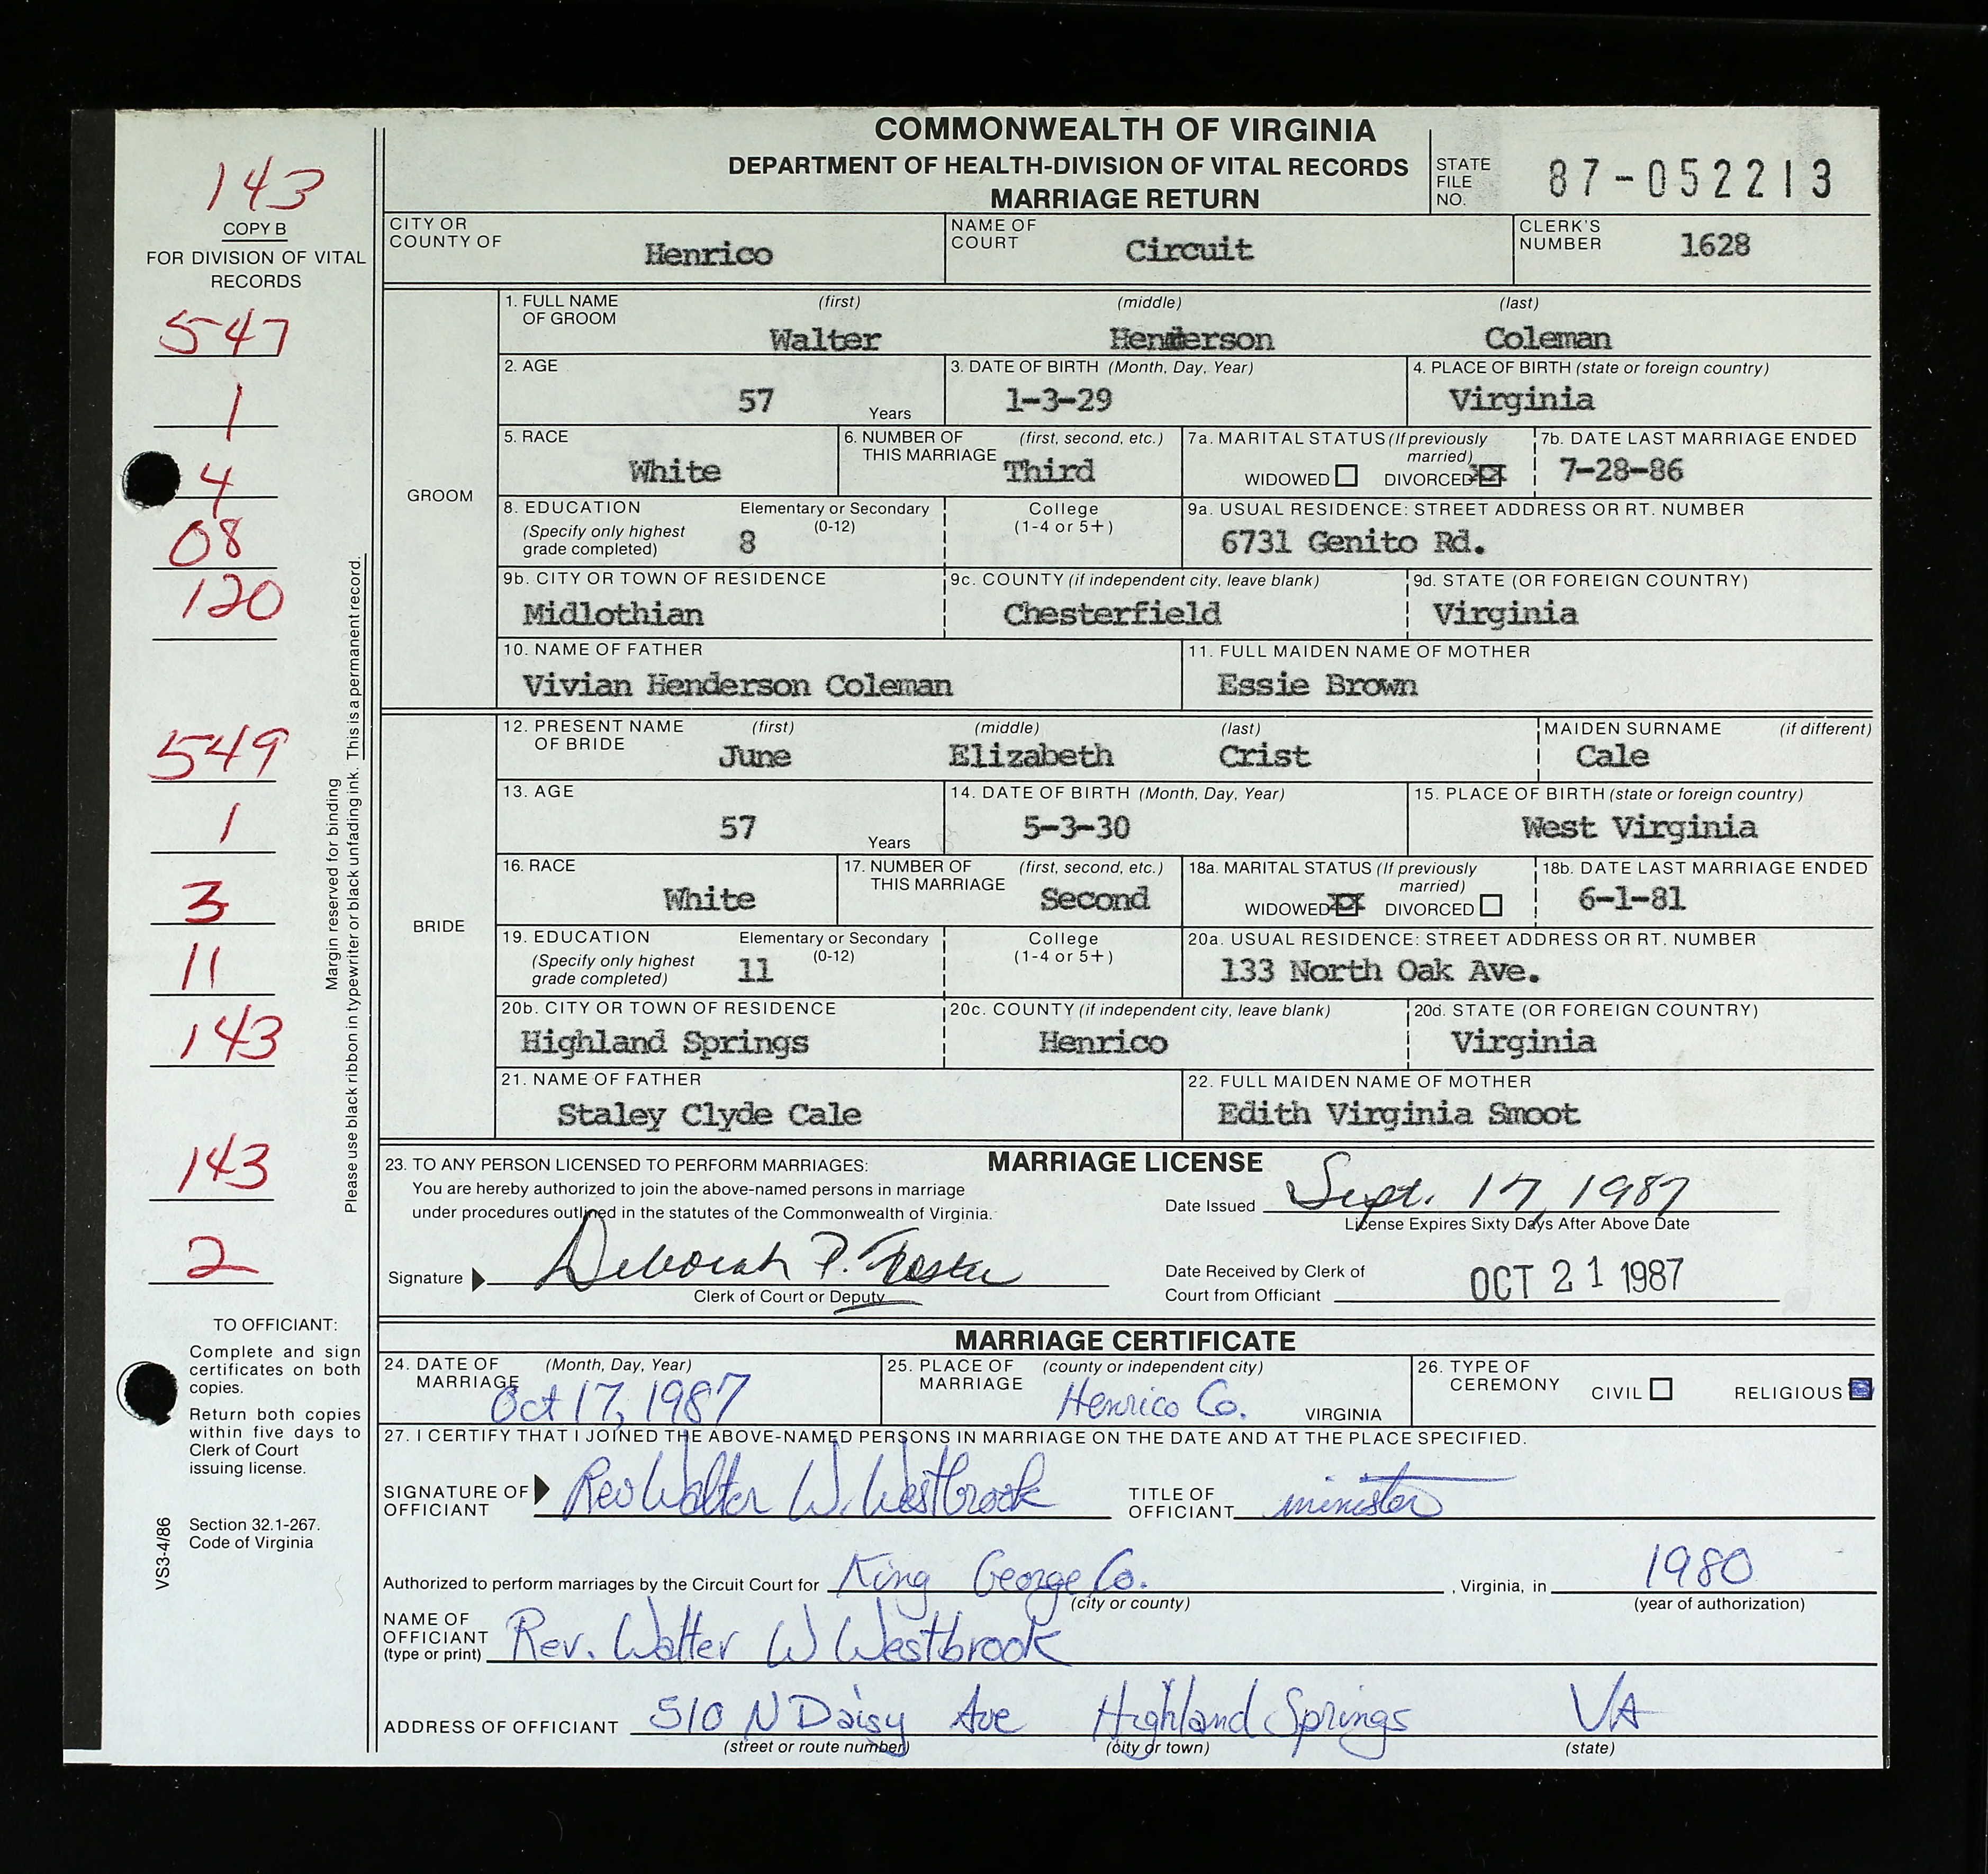 COMMONWEALTH OF VIRGINIA
DEPARTMENT OF HEALTH-DIVISION OF VITAL RECORDS
MARRIAGE RETURN
STATE FILE NO. 87-052213
143
COPY B
FOR DIVISION OF VITAL RECORDS
547
1
4
08
120
549
1
3
11
143
143
2
Margin reserved for binding
Please use black ribbon in typewriter or black unfading ink. This is a permanent record.
TO OFFICIANT:
Complete and sign
certificates on both
copies.
Return both copies
within five days to
Clerk of Court
issuing license.
Section 32.1-267.
Code of Virginia
VS3-4/86
CITY OR COUNTY OF Henrico
NAME OF COURT Circuit
CLERK'S NUMBER 1628
GROOM
1. FULL NAME OF GROOM (first) Walter (middle) Henderson (last) Coleman
2. AGE 57 Years
3. DATE OF BIRTH (Month, Day, Year) 1-3-29
4. PLACE OF BIRTH (state or foreign country) Virginia
5. RACE White
6. NUMBER OF THIS MARRIAGE (first, second, etc.) Third
7a. MARITAL STATUS (If previously married) WIDOWED DIVORCED XX
7b. DATE LAST MARRIAGE ENDED 7-28-86
8. EDUCATION (Specify only highest grade completed) Elementary or Secondary (0-12) 8 College (1-4 or 5+)
9a. USUAL RESIDENCE: STREET ADDRESS OR RT. NUMBER 6731 Genito Rd.
9b. CITY OR TOWN OF RESIDENCE Midlothian
9c. COUNTY (if independent city, leave blank) Chesterfield
9d. STATE (OR FOREIGN COUNTRY) Virginia
10. NAME OF FATHER Vivian Henderson Coleman
11. FULL MAIDEN NAME OF MOTHER Essie Brown
BRIDE
12. PRESENT NAME OF BRIDE (first) June (middle) Elizabeth (last) Crist
MAIDEN SURNAME (if different) Cale
13. AGE 57 Years
14. DATE OF BIRTH (Month, Day, Year) 5-3-30
15. PLACE OF BIRTH (state or foreign country) West Virginia
16. RACE White
17. NUMBER OF THIS MARRIAGE (first, second, etc.) Second
18a. MARITAL STATUS (If previously married) WIDOWED XX DIVORCED
18b. DATE LAST MARRIAGE ENDED 6-1-81
19. EDUCATION (Specify only highest grade completed) Elementary or Secondary (0-12) 11 College (1-4 or 5+)
20a. USUAL RESIDENCE: STREET ADDRESS OR RT. NUMBER 133 North Oak Ave.
20b. CITY OR TOWN OF RESIDENCE Highland Springs
20c. COUNTY (if independent city, leave blank) Henrico
20d. STATE (OR FOREIGN COUNTRY) Virginia
21. NAME OF FATHER Staley Clyde Cale
22. FULL MAIDEN NAME OF MOTHER Edith Virginia Smoot
MARRIAGE LICENSE
23. TO ANY PERSON LICENSED TO PERFORM MARRIAGES:
You are hereby authorized to join the above-named persons in marriage
under procedures outlined in the statutes of the Commonwealth of Virginia.
Date Issued Sept. 17, 1987
License Expires Sixty Days After Above Date
Signature Deborah P. Foster
Clerk of Court or Deputy
Date Received by Clerk of Court from Officiant OCT 21 1987
MARRIAGE CERTIFICATE
24. DATE OF MARRIAGE (Month, Day, Year) Oct 17, 1987
25. PLACE OF MARRIAGE (county or independent city) Henrico Co. VIRGINIA
26. TYPE OF CEREMONY CIVIL RELIGIOUS
27. I CERTIFY THAT I JOINED THE ABOVE-NAMED PERSONS IN MARRIAGE ON THE DATE AND AT THE PLACE SPECIFIED.
SIGNATURE OF OFFICIANT Rev Walter W. Westbrook
TITLE OF OFFICIANT minister
Authorized to perform marriages by the Circuit Court for King George Co. , Virginia, in 1980
(city or county) (year of authorization)
NAME OF OFFICIANT (type or print) Rev. Walter W Westbrook
ADDRESS OF OFFICIANT 510 N Daisy Ave Highland Springs VA
(street or route number) (city or town) (state)